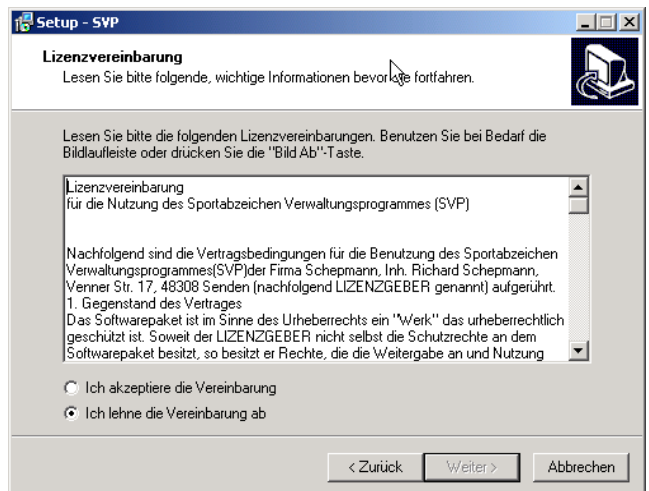 Setup - SVP
Lizenzvereinbarung
Lesen Sie bitte folgende, wichtige Informationen bevor fortfahren.
Lesen Sie bitte die folgenden Lizenzvereinbarungen. Benutzen Sie bei Bedarf die
Bildlaufleiste oder drücken Sie die "Bild Ab"-Taste.
Lizenzvereinbarung
für die Nutzung des Sportabzeichen Verwaltungsprogrammes (SVP)
Nachfolgend sind die Vertragsbedingungen für die Benutzung des Sportabzeichen
Verwaltungsprogrammes(SVP)der Firma Schepmann, Inh. Richard Schepmann,
Venner Str. 17, 48308 Senden (nachfolgend LIZENZGEBER genannt) aufgerührt.
1. Gegenstand des Vertrages
Das Softwarepaket ist im Sinne des Urheberrechts ein "Werk" das urheberrechtlich
geschützt ist. Soweit der LIZENZGEBER nicht selbst die Schutzrechte an dem
Softwarepaket besitzt, so besitzt er Rechte, die die Weitergabe an und Nutzung
Ich akzeptiere die Vereinbarung
Ich lehne die Vereinbarung ab
< Zurück
Weiter >
Abbrechen